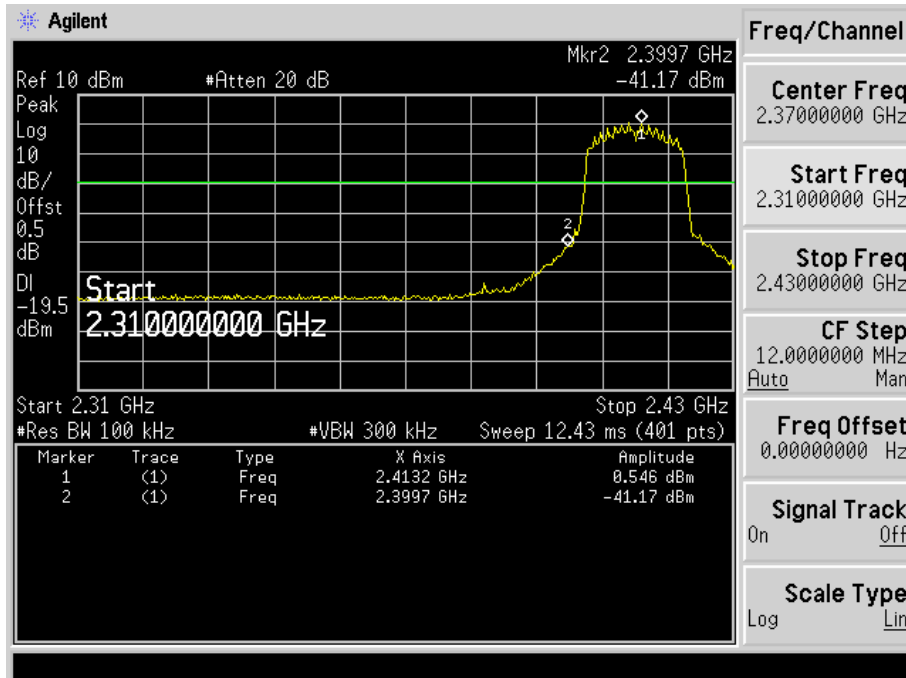 Agilent
Freq/Channel
Mkr2 2.3997 GHz
Ref 10 dBm #Atten 20 dB -41.17 dBm
Peak
Log
10
dB/
Offst
0.5
dB
DI
-19.5
dBm
1
2
Start
2.310000000 GHz
Start 2.31 GHz Stop 2.43 GHz
#Res BW 100 kHz #VBW 300 kHz Sweep 12.43 ms (401 pts)
Marker Trace Type X Axis Amplitude
1 (1) Freq 2.4132 GHz 0.546 dBm
2 (1) Freq 2.3997 GHz -41.17 dBm
Center Freq
2.37000000 GHz
Start Freq
2.31000000 GHz
Stop Freq
2.43000000 GHz
CF Step
12.0000000 MHz
Auto Man
Freq Offset
0.00000000 Hz
Signal Track
On Off
Scale Type
Log Lin